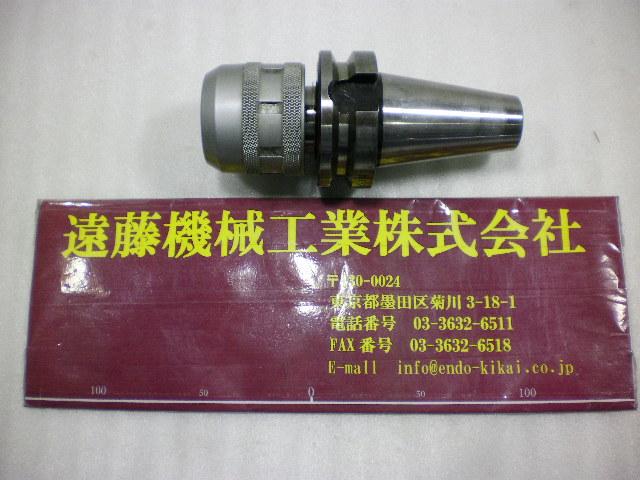 遠藤機械工業株式会社
〒130-0024
東京都墨田区菊川3-18-1
電話番号 03-3632-6511
FAX番号 03-3632-6518
E-mail info@endo-kikai.co.jp
100 50 0 50 100